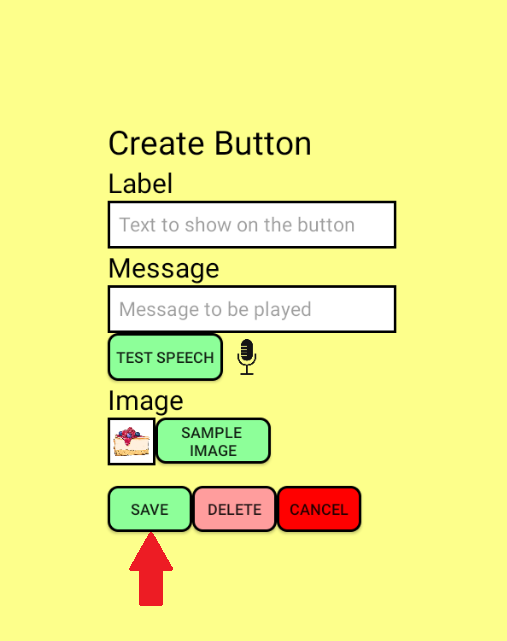 Create Button
Label
Text to show on the button
Message
Message to be played
TEST SPEECH
Image
SAMPLE
IMAGE
SAVE DELETE CANCEL